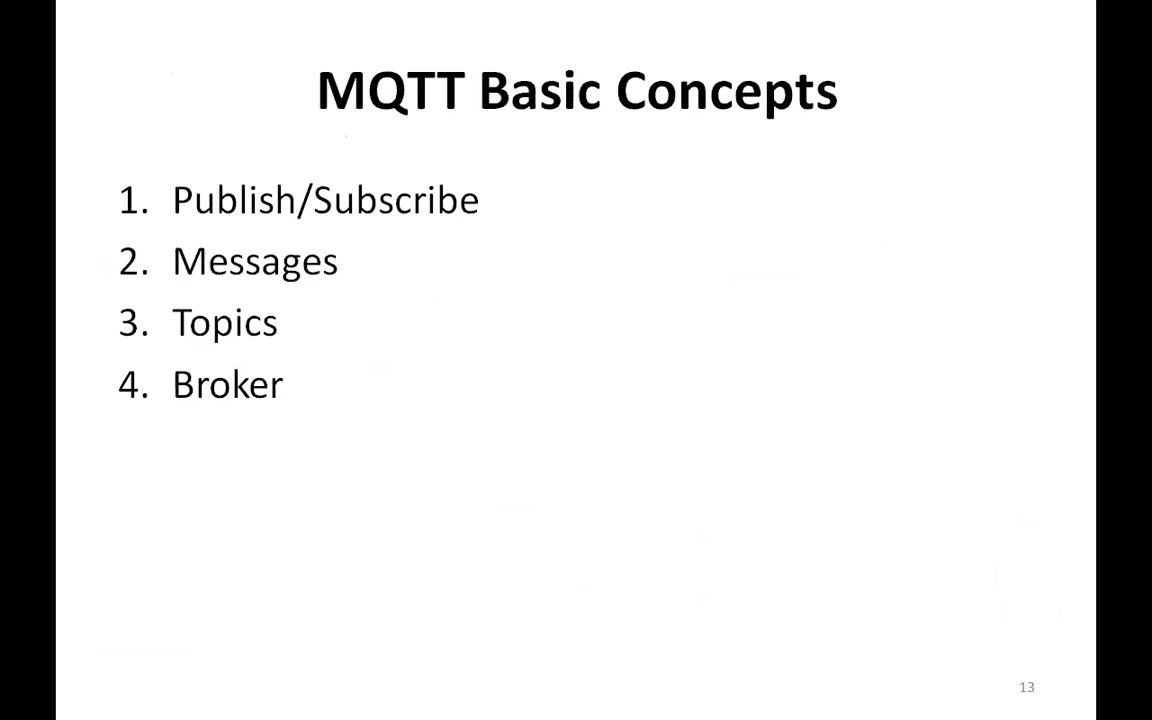 MQTT Basic Concepts
1. Publish/Subscribe
2. Messages
3. Topics
4. Broker
13